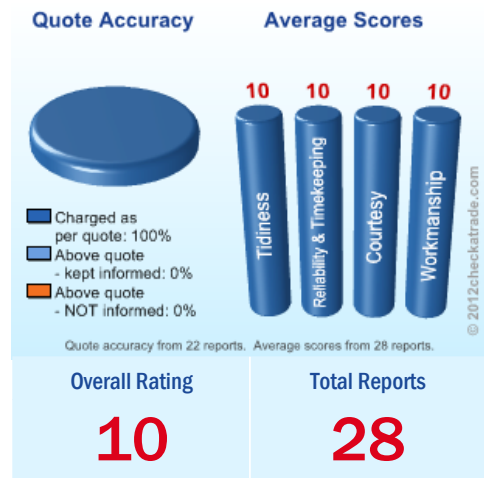 Quote Accuracy
Average Scores
10 10 10 10
Tidiness
Reliability & Timekeeping
Courtesy
Workmanship
Charged as
per quote: 100%
Above quote
- kept informed: 0%
Above quote
- NOT informed: 0%
© 2012checkatrade.com
Quote accuracy from 22 reports. Average scores from 28 reports.
Overall Rating
10
Total Reports
28